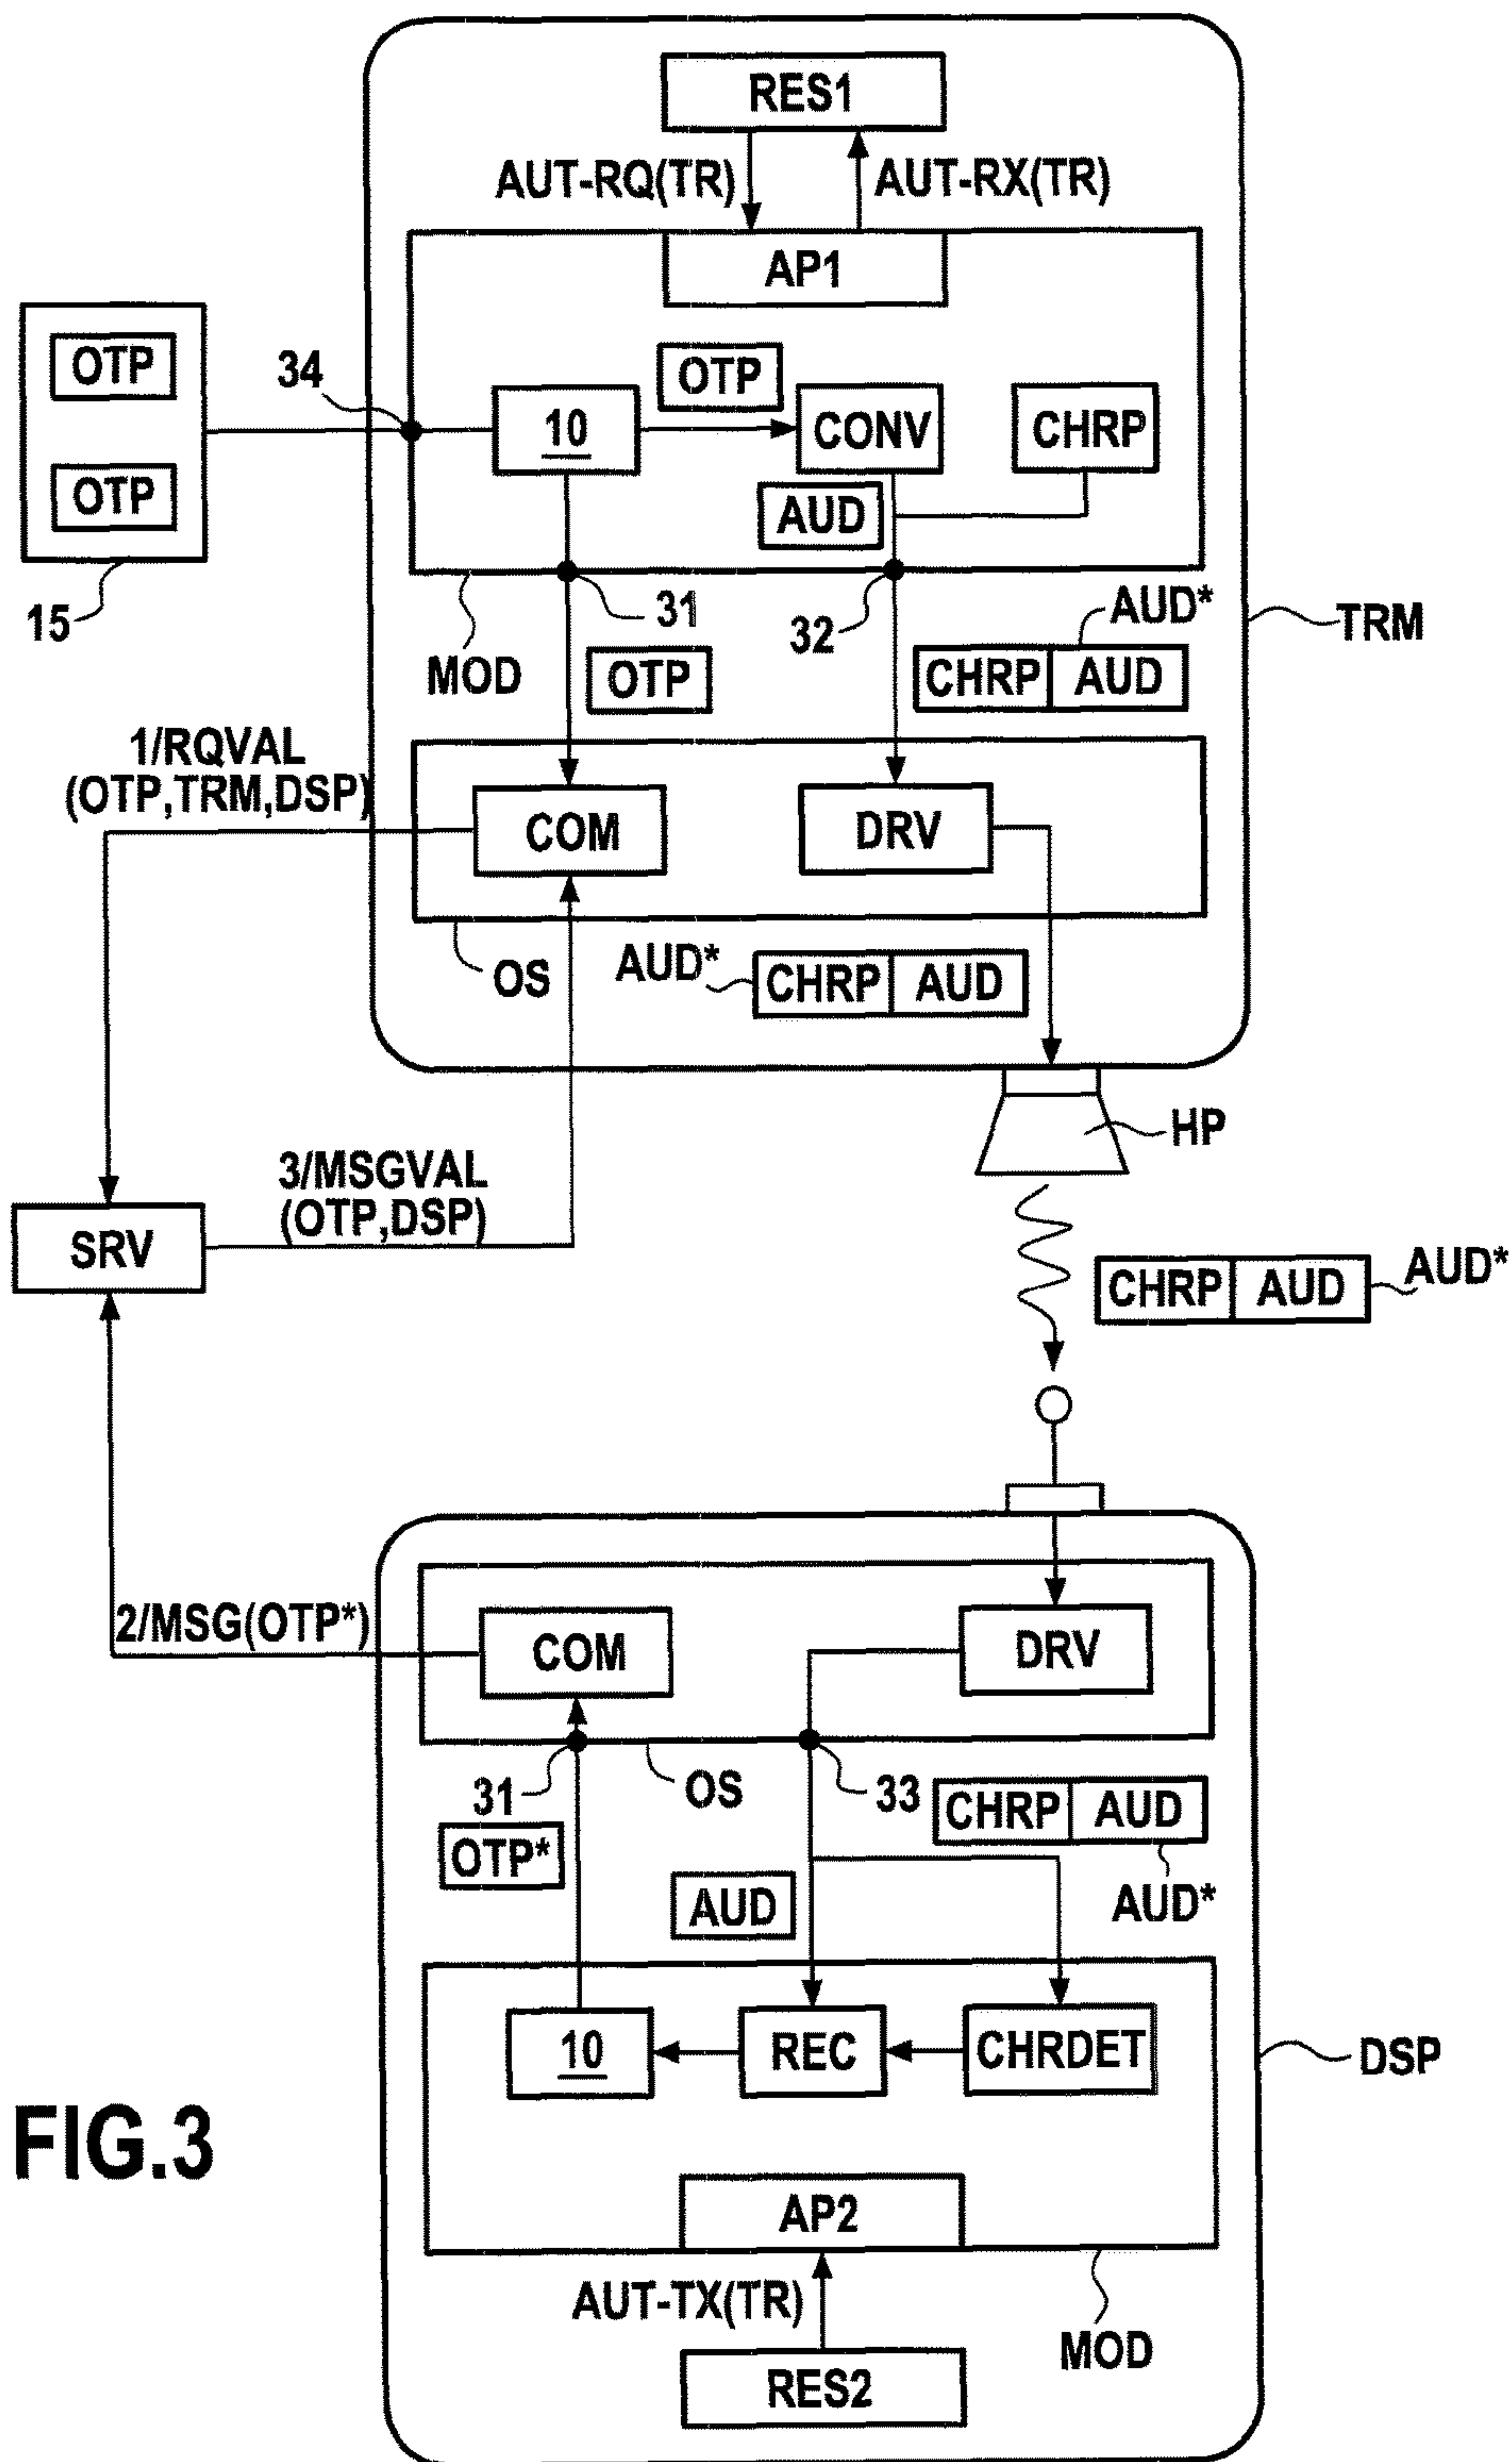 RES1
AUT-RQ(TR)
AUT-RX(TR)
AP1
OTP
OTP
15
34
10
OTP
CONV
CHRP
AUD
MOD
31
32
OTP
AUD*
CHRP AUD
TRM
1/RQVAL
(OTP,TRM,DSP)
COM
DRV
OS
AUD*
CHRP AUD
HP
3/MSGVAL
(OTP,DSP)
SRV
CHRP AUD
AUD*
2/MSG(OTP*)
COM
DRV
31
OS
33
CHRP AUD
AUD*
OTP*
AUD
10
REC
CHRDET
DSP
FIG.3
AP2
AUT-TX(TR)
MOD
RES2